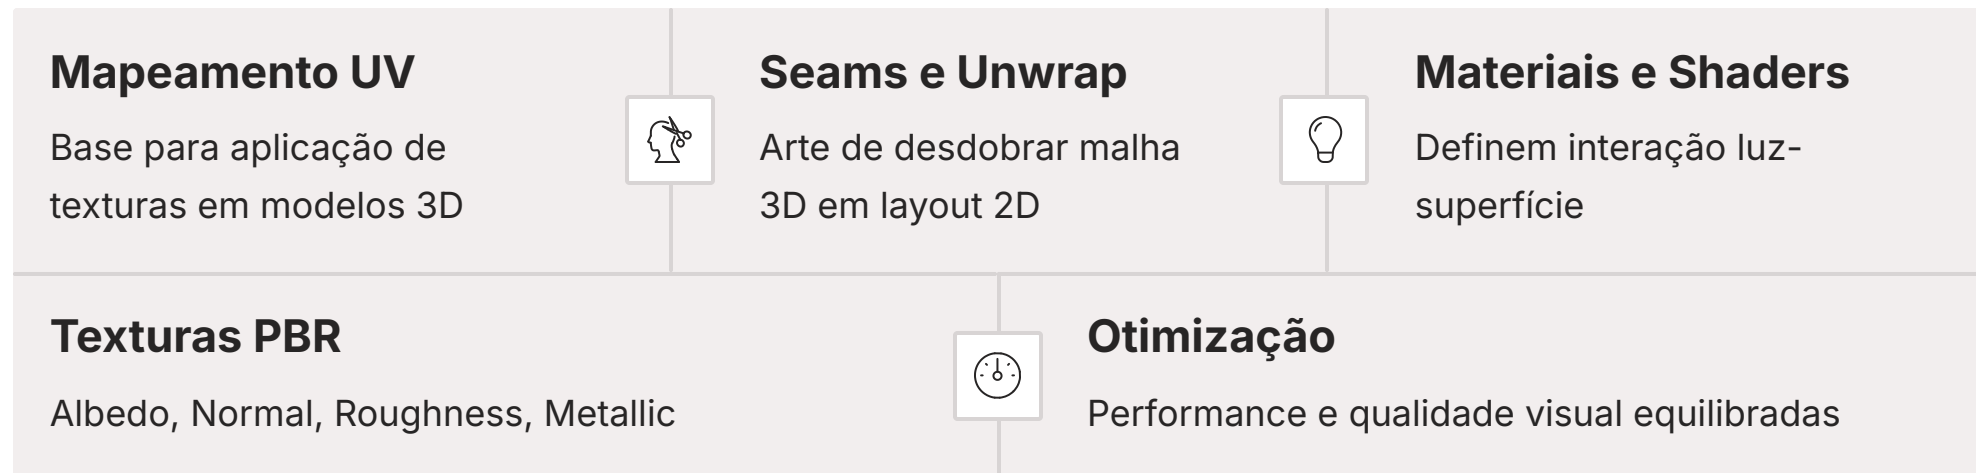 Mapeamento UV
Base para aplicação de
texturas em modelos 3D
Seams e Unwrap
Arte de desdobrar malha
3D em layout 2D
Materiais e Shaders
Definem interação luz-
superfície
Texturas PBR
Albedo, Normal, Roughness, Metallic
Otimização
Performance e qualidade visual equilibradas